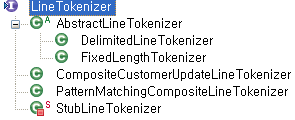 LineTokenizer
AbstractLineTokenizer
DelimitedLineTokenizer
FixedLengthTokenizer
CompositeCustomerUpdateLineTokenizer
PatternMatchingCompositeLineTokenizer
StubLineTokenizer